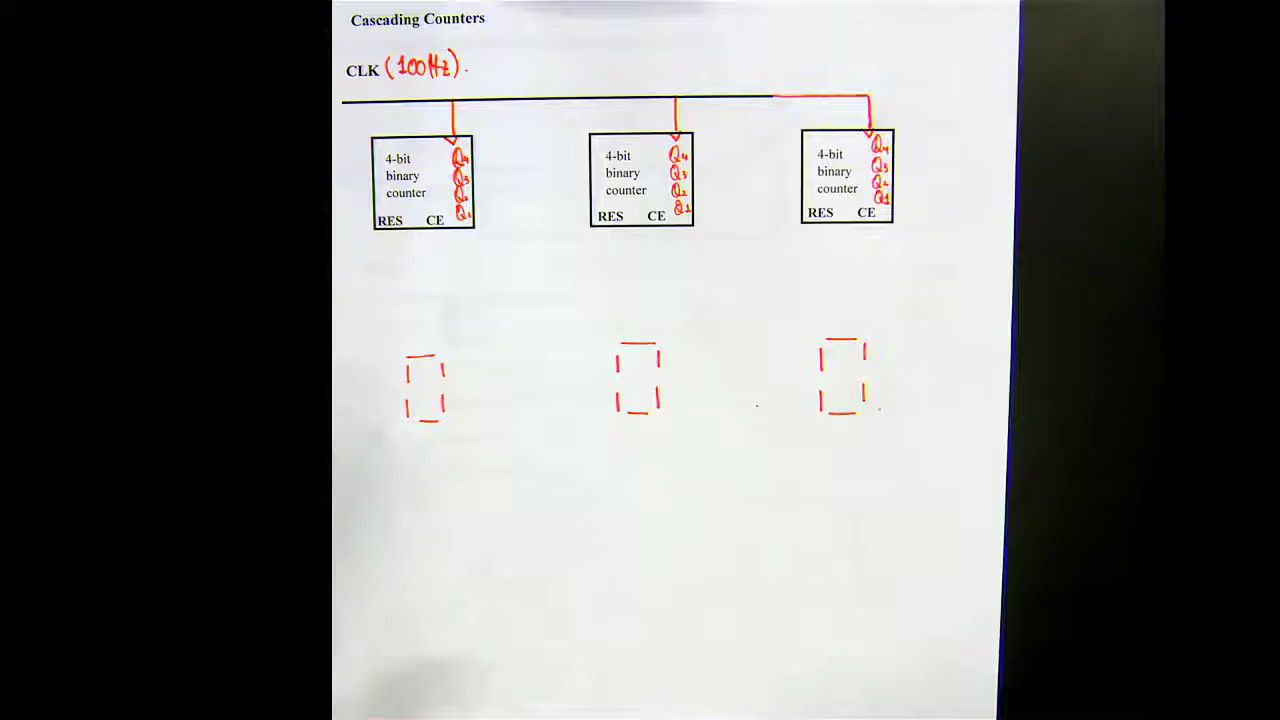 Cascading Counters
CLK (100Hz).
4-bit
binary
counter
RES CE
Q4
Q3
Q2
Q1
4-bit
binary
counter
RES CE
Q4
Q3
Q2
Q1
4-bit
binary
counter
RES CE
Q4
Q3
Q2
Q1